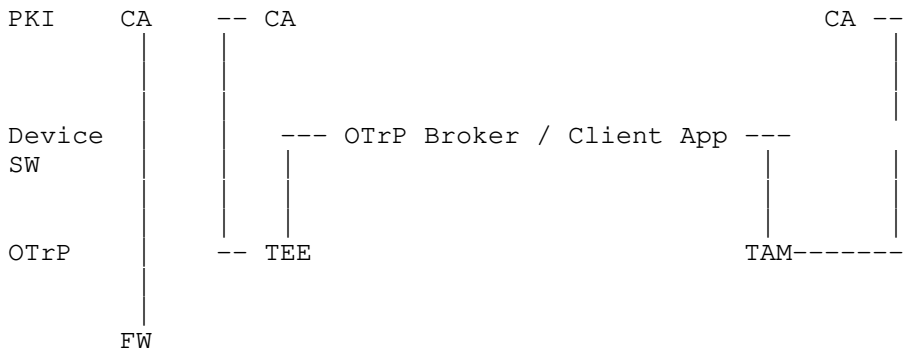 PKI CA -- CA CA --
Device --- OTrP Broker / Client App ---
SW
OTrP -- TEE TAM-------
FW